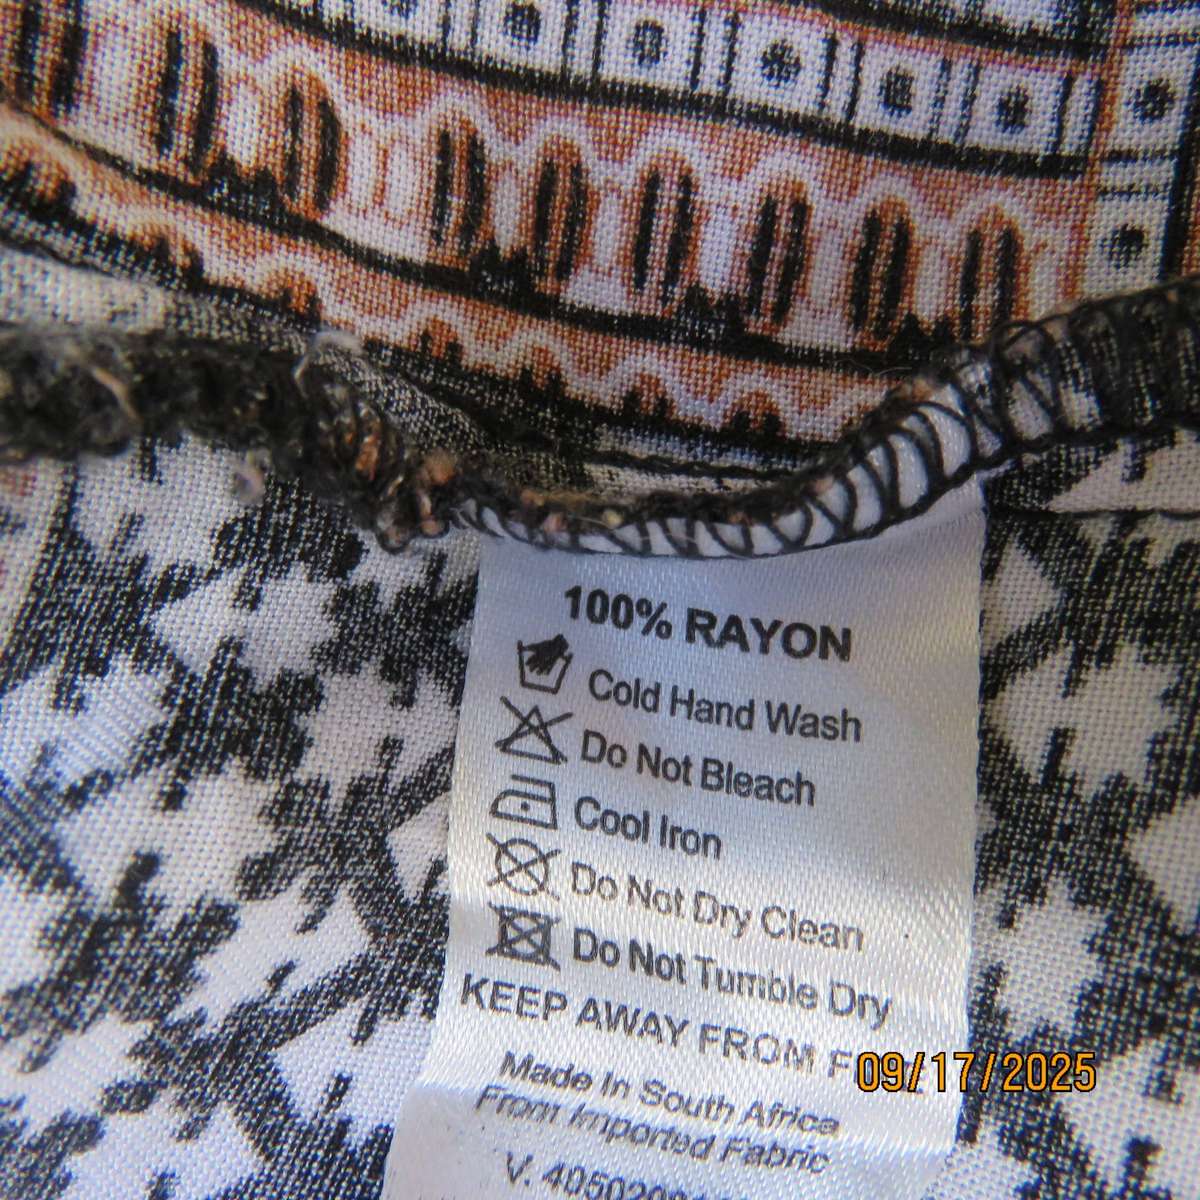 100% RAYON
Cold Hand Wash
Do Not Bleach
Cool Iron
Do Not Dry Clean
Do Not Tumble Dry
KEEP AWAY FROM
09/17/2025
Made In South Africa
From Imported Fabric
V.